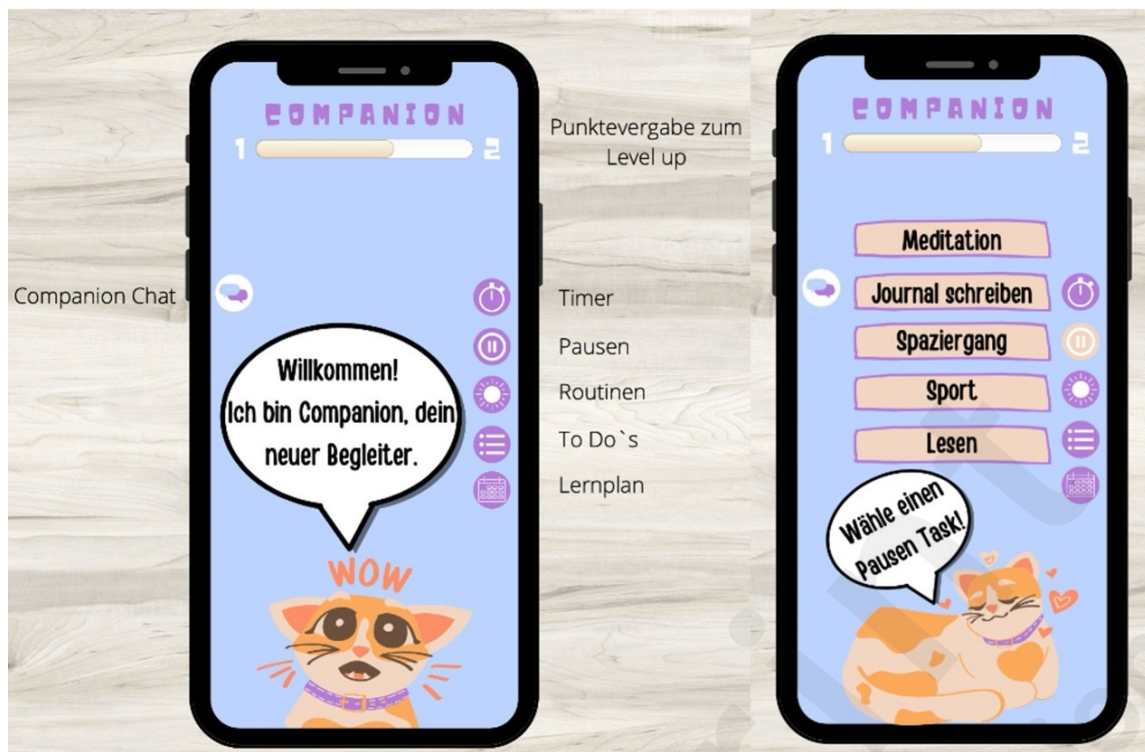 COMPANION
1 2
Punktevergabe zum
Level up
Companion Chat
Timer
Pausen
Routinen
To Do`s
Lernplan
Willkommen!
Ich bin Companion, dein
neuer Begleiter.
WOW
COMPANION
1 2
Meditation
Journal schreiben
Spaziergang
Sport
Lesen
Wähle einen
Pausen Task!